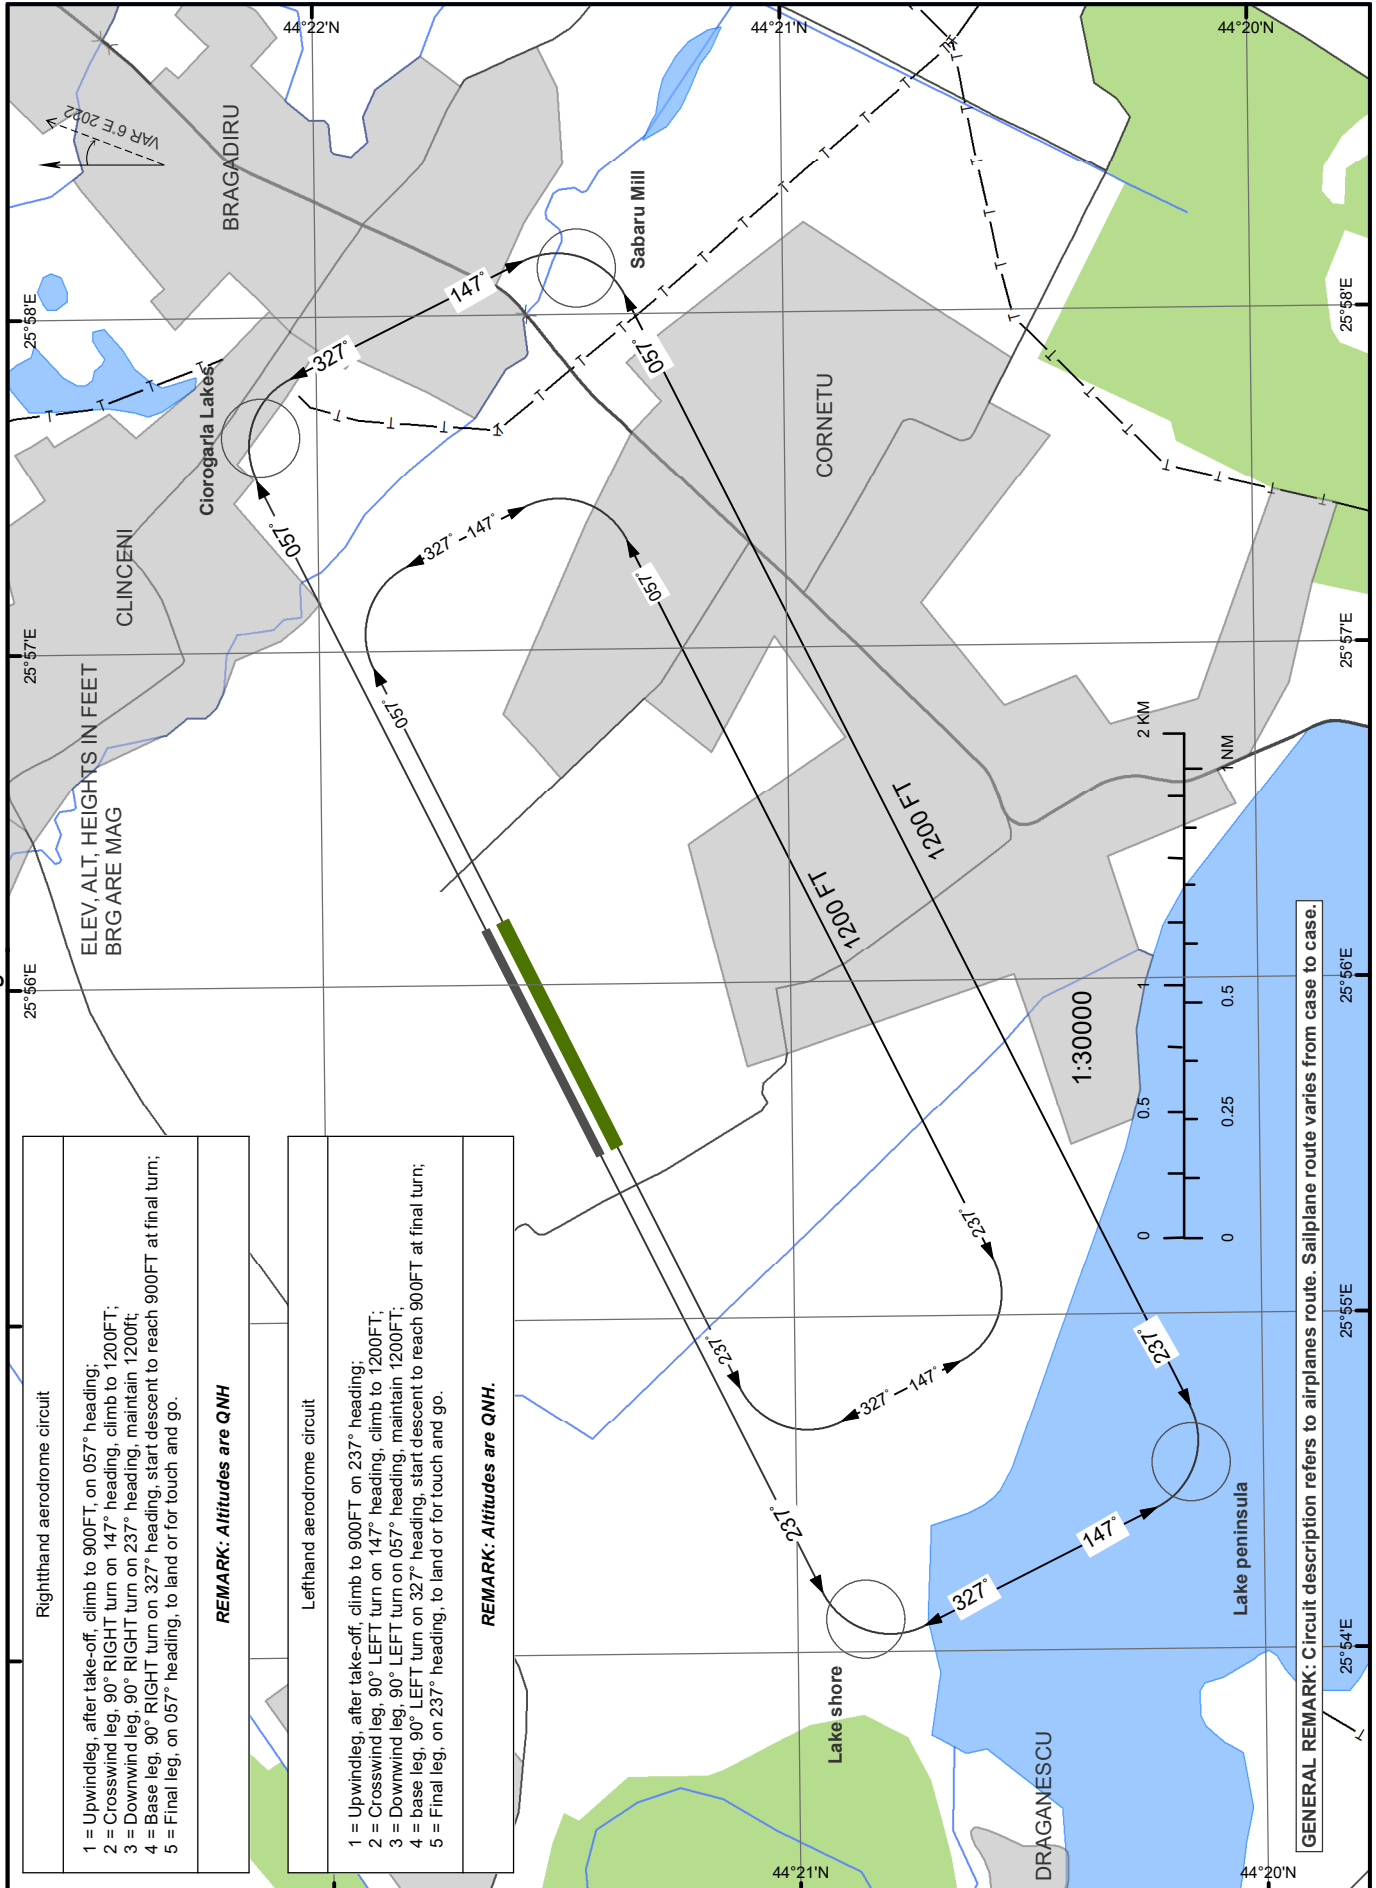 Righthand aerodrome circuit
1 = Upwindleg, after take-off, climb to 900FT, on 057° heading;
2 = Crosswind leg, 90° RIGHT turn on 147° heading, climb to 1200FT;
3 = Downwind leg, 90° RIGHT turn on 237° heading, maintain 1200ft;
4 = Base leg, 90° RIGHT turn on 327° heading, start descent to reach 900FT at final turn;
5 = Final leg, on 057° heading, to land or for touch and go.
REMARK: Altitudes are QNH
Lefthand aerodrome circuit
1 = Upwindleg, after take-off, climb to 900FT on 237° heading;
2 = Crosswind leg, 90° LEFT turn on 147° heading, climb to 1200FT;
3 = Downwind leg, 90° LEFT turn on 057° heading, maintain 1200FT;
4 = base leg, 90° LEFT turn on 327° heading, start descent to reach 900FT at final turn;
5 = Final leg, on 237° heading, to land or for touch and go.
REMARK: Altitudes are QNH.
ELEV, ALT, HEIGHTS IN FEET
BRG ARE MAG
VAR 6°E 2022
25°56'E
25°57'E
25°58'E
44°22'N
44°21'N
44°20'N
CLINCENI
BRAGADIRU
Ciorogarla Lakes
Sabaru Mill
CORNETU
057°
327°
147°
057°
057°
327°
147°
057°
1200 FT
1200 FT
237°
327°
147°
237°
237°
327°
147°
237°
Lake shore
Lake peninsula
DRAGANESCU
1:30000
0
0.5
1
2 KM
0
0.25
0.5
1 NM
44°21'N
44°20'N
25°54'E
25°55'E
25°56'E
25°57'E
25°58'E
GENERAL REMARK: Circuit description refers to airplanes route. Sailplane route varies from case to case.